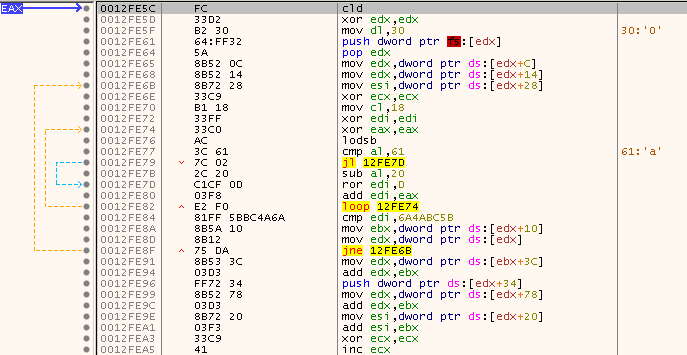 EAX 0012FE5C FC cld
0012FE5D 33D2 xor edx,edx
0012FE5F B2 30 mov dl,30 30:'0'
0012FE61 64:FF32 push dword ptr fs:[edx]
0012FE64 5A pop edx
0012FE65 8B52 0C mov edx,dword ptr ds:[edx+C]
0012FE68 8B52 14 mov edx,dword ptr ds:[edx+14]
0012FE6B 8B72 28 mov esi,dword ptr ds:[edx+28]
0012FE6E 33C9 xor ecx,ecx
0012FE70 B1 18 mov cl,18
0012FE72 33FF xor edi,edi
0012FE74 33C0 xor eax,eax
0012FE76 AC lodsb
0012FE77 3C 61 cmp al,61 61:'a'
0012FE79 7C 02 jl 12FE7D
0012FE7B 2C 20 sub al,20
0012FE7D C1CF 0D ror edi,D
0012FE80 03F8 add edi,eax
0012FE82 E2 F0 loop 12FE74
0012FE84 81FF 5BBC4A6A cmp edi,6A4ABC5B
0012FE8A 8B5A 10 mov ebx,dword ptr ds:[edx+10]
0012FE8D 8B12 mov edx,dword ptr ds:[edx]
0012FE8F 75 DA jne 12FE6B
0012FE91 8B53 3C mov edx,dword ptr ds:[ebx+3C]
0012FE94 03D3 add edx,ebx
0012FE96 FF72 34 push dword ptr ds:[edx+34]
0012FE99 8B52 78 mov edx,dword ptr ds:[edx+78]
0012FE9C 03D3 add edx,ebx
0012FE9E 8B72 20 mov esi,dword ptr ds:[edx+20]
0012FEA1 03F3 add esi,ebx
0012FEA3 33C9 xor ecx,ecx
0012FEA5 41 inc ecx